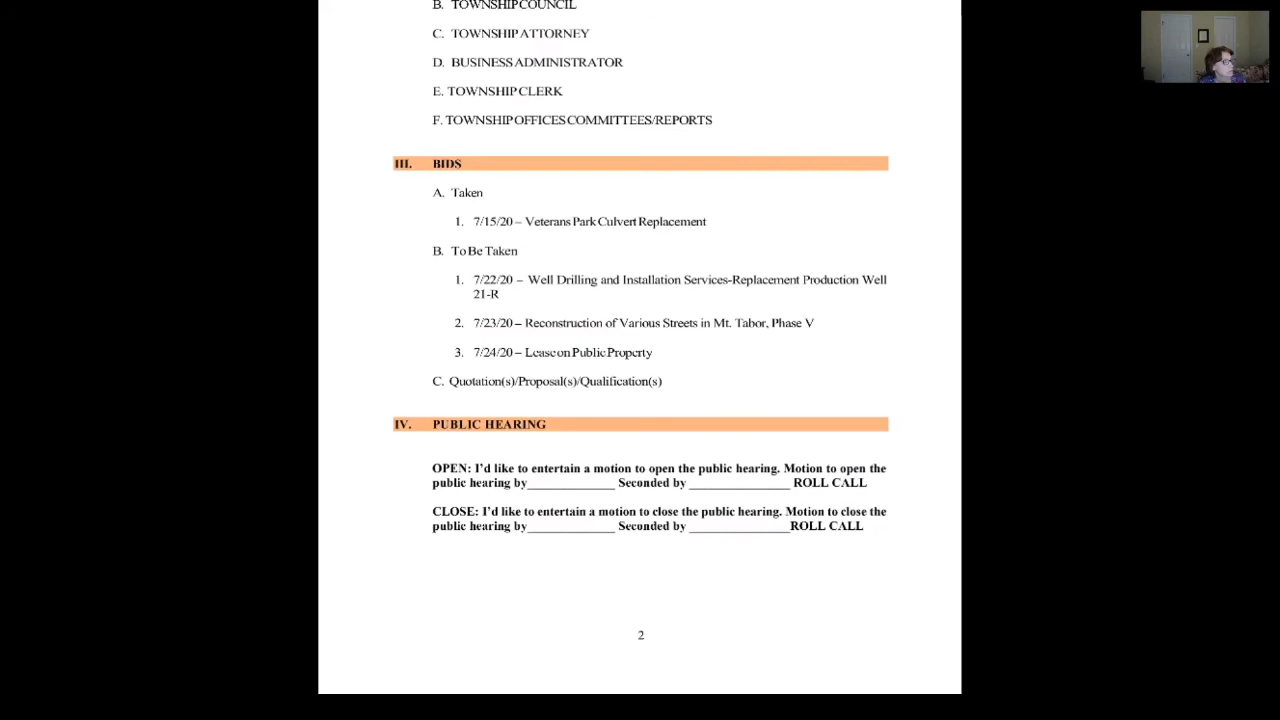 B. TOWNSHIP COUNCIL
C. TOWNSHIP ATTORNEY
D. BUSINESS ADMINISTRATOR
E. TOWNSHIP CLERK
F. TOWNSHIP OFFICES COMMITTEES/REPORTS
III. BIDS
A. Taken
1. 7/15/20 – Veterans Park Culvert Replacement
B. To Be Taken
1. 7/22/20 – Well Drilling and Installation Services-Replacement Production Well
21-R
2. 7/23/20 – Reconstruction of Various Streets in Mt. Tabor, Phase V
3. 7/24/20 – Lease on Public Property
C. Quotation(s)/Proposal(s)/Qualification(s)
IV. PUBLIC HEARING
OPEN: I'd like to entertain a motion to open the public hearing. Motion to open the
public hearing by______________ Seconded by ________________ ROLL CALL
CLOSE: I'd like to entertain a motion to close the public hearing. Motion to close the
public hearing by______________ Seconded by ________________ROLL CALL
2